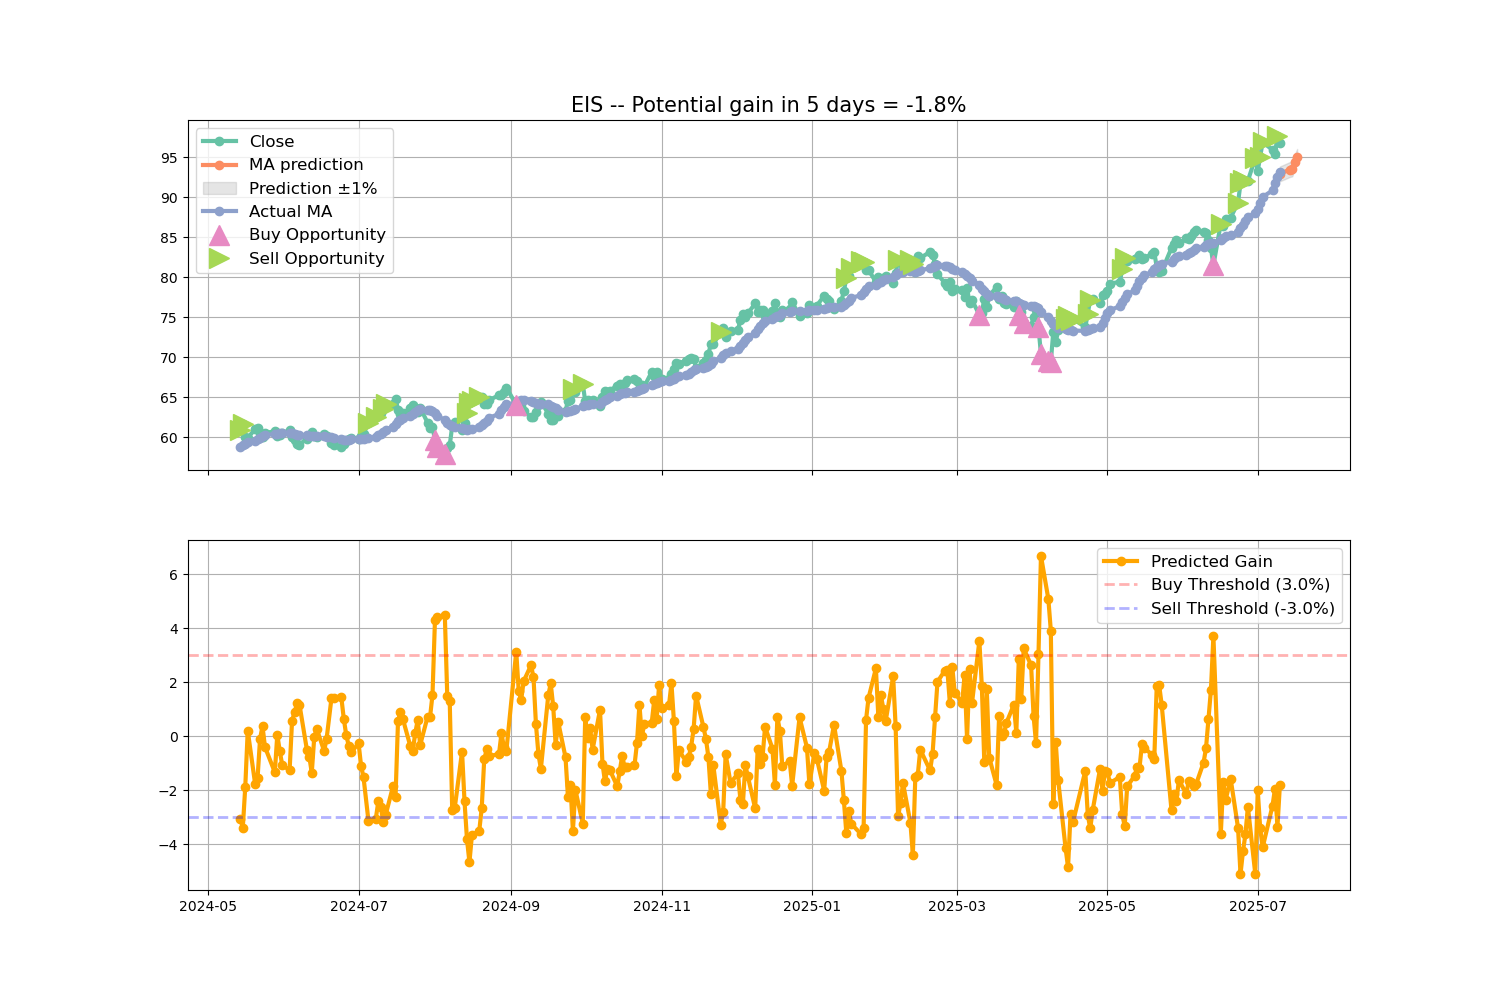 EIS -- Potential gain in 5 days = -1.8%
Close
MA prediction
Prediction ±1%
Actual MA
Buy Opportunity
Sell Opportunity
95
90
85
80
75
70
65
60
Predicted Gain
Buy Threshold (3.0%)
Sell Threshold (-3.0%)
6
4
2
0
−2
−4
2024-05 2024-07 2024-09 2024-11 2025-01 2025-03 2025-05 2025-07